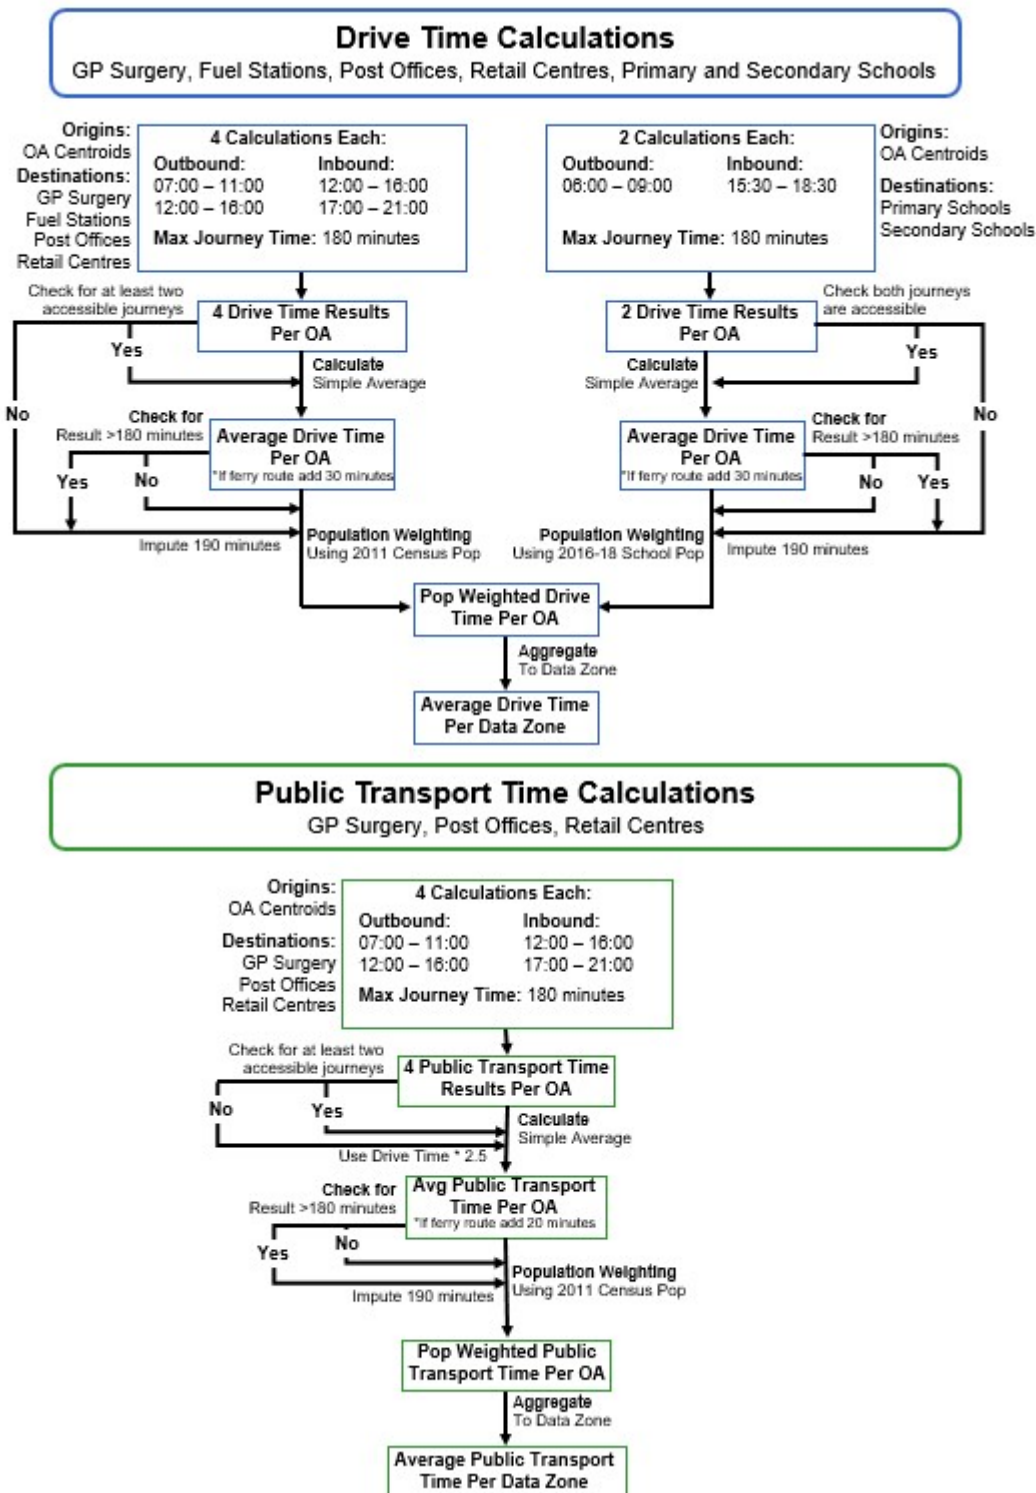 Drive Time Calculations
GP Surgery, Fuel Stations, Post Offices, Retail Centres, Primary and Secondary Schools
Origins:
OA Centroids
Destinations:
GP Surgery
Fuel Stations
Post Offices
Retail Centres
4 Calculations Each:
Outbound: Inbound:
07:00 – 11:00 12:00 – 16:00
12:00 – 16:00 17:00 – 21:00
Max Journey Time: 180 minutes
2 Calculations Each:
Outbound: Inbound:
06:00 – 09:00 15:30 – 18:30
Max Journey Time: 180 minutes
Origins:
OA Centroids
Destinations:
Primary Schools
Secondary Schools
Check for at least two
accessible journeys
4 Drive Time Results
Per OA
Yes
No
Calculate
Simple Average
Check for
Result >180 minutes
Average Drive Time
Per OA
*If ferry route add 30 minutes
Yes
No
Impute 190 minutes
Population Weighting
Using 2011 Census Pop
2 Drive Time Results
Per OA
Check both journeys
are accessible
Yes
No
Calculate
Simple Average
Average Drive Time
Per OA
*If ferry route add 30 minutes
Check for
Result >180 minutes
No
Yes
Population Weighting
Using 2016-18 School Pop
Impute 190 minutes
Pop Weighted Drive
Time Per OA
Aggregate
To Data Zone
Average Drive Time
Per Data Zone
Public Transport Time Calculations
GP Surgery, Post Offices, Retail Centres
Origins:
OA Centroids
Destinations:
GP Surgery
Post Offices
Retail Centres
4 Calculations Each:
Outbound: Inbound:
07:00 – 11:00 12:00 – 16:00
12:00 – 16:00 17:00 – 21:00
Max Journey Time: 180 minutes
Check for at least two
accessible journeys
4 Public Transport Time
Results Per OA
No
Yes
Calculate
Simple Average
Use Drive Time * 2.5
Check for
Result >180 minutes
Avg Public Transport
Time Per OA
*If ferry route add 20 minutes
Yes
No
Population Weighting
Using 2011 Census Pop
Impute 190 minutes
Pop Weighted Public
Transport Time Per OA
Aggregate
To Data Zone
Average Public Transport
Time Per Data Zone